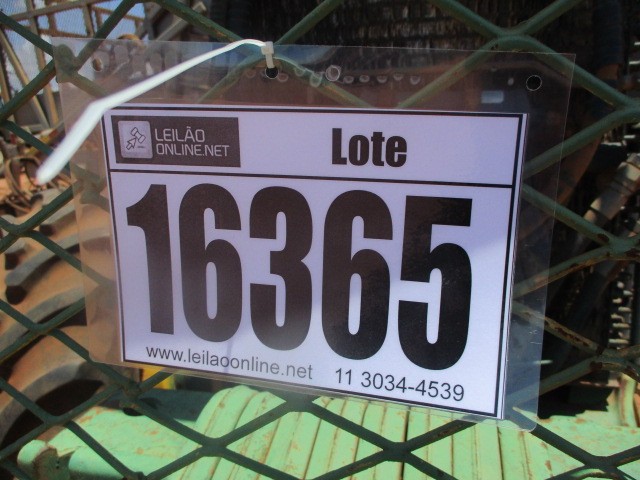 LEILÃO
ONLINE.NET
Lote
16365
www.leilaoonline.net 11 3034-4539